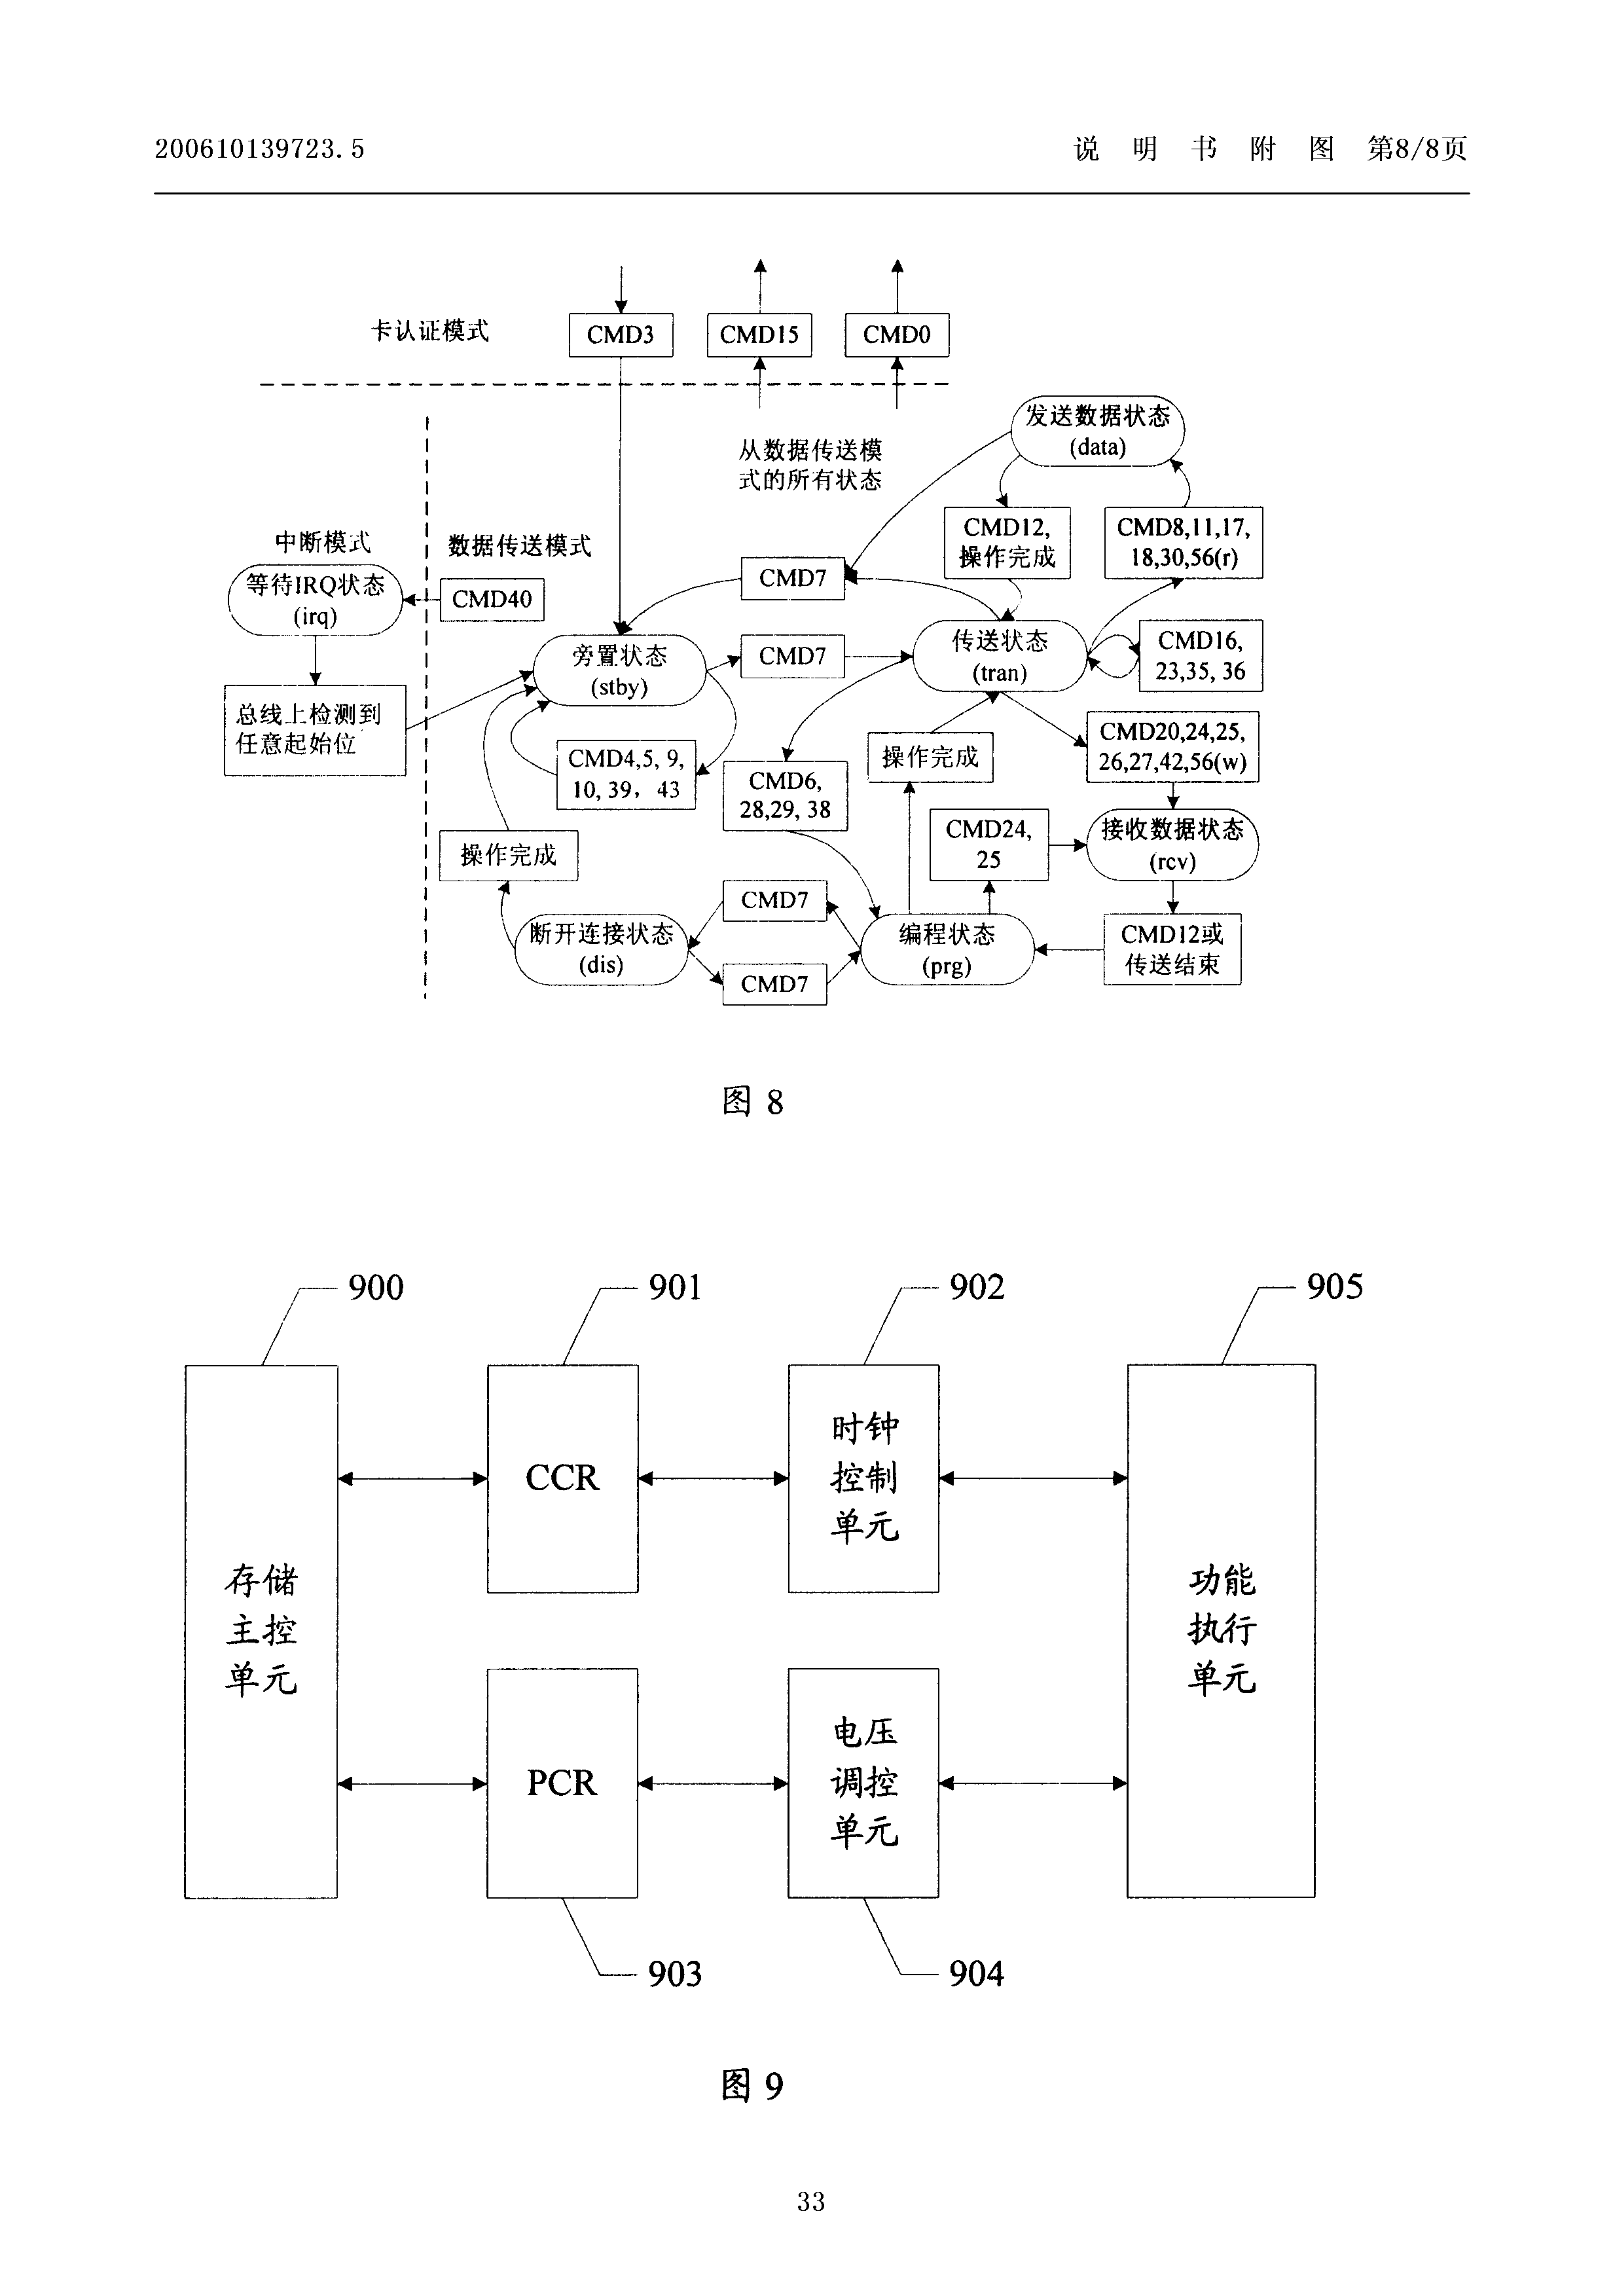 200610139723.5
说 明 书 附 图 第8/8页
卡认证模式
CMD3
CMD15
CMD0
从数据传送模
式的所有状态
发送数据状态
(data)
中断模式
数据传送模式
等待IRQ状态
(irq)
CMD40
CMD7
CMD12,
操作完成
CMD8,11,17,
18,30,56(r)
旁置状态
(stby)
CMD7
传送状态
(tran)
CMD16,
23,35, 36
总线上检测到
任意起始位
CMD4,5, 9,
10, 39, 43
CMD6,
28,29, 38
操作完成
CMD20,24,25,
26,27,42,56(w)
操作完成
CMD24,
25
接收数据状态
(rcv)
断开连接状态
(dis)
CMD7
CMD7
编程状态
(prg)
CMD12或
传送结束
图 8
900
901
902
905
存储
主控
单元
CCR
时钟
控制
单元
功能
执行
单元
PCR
电压
调控
单元
903
904
图 9
33